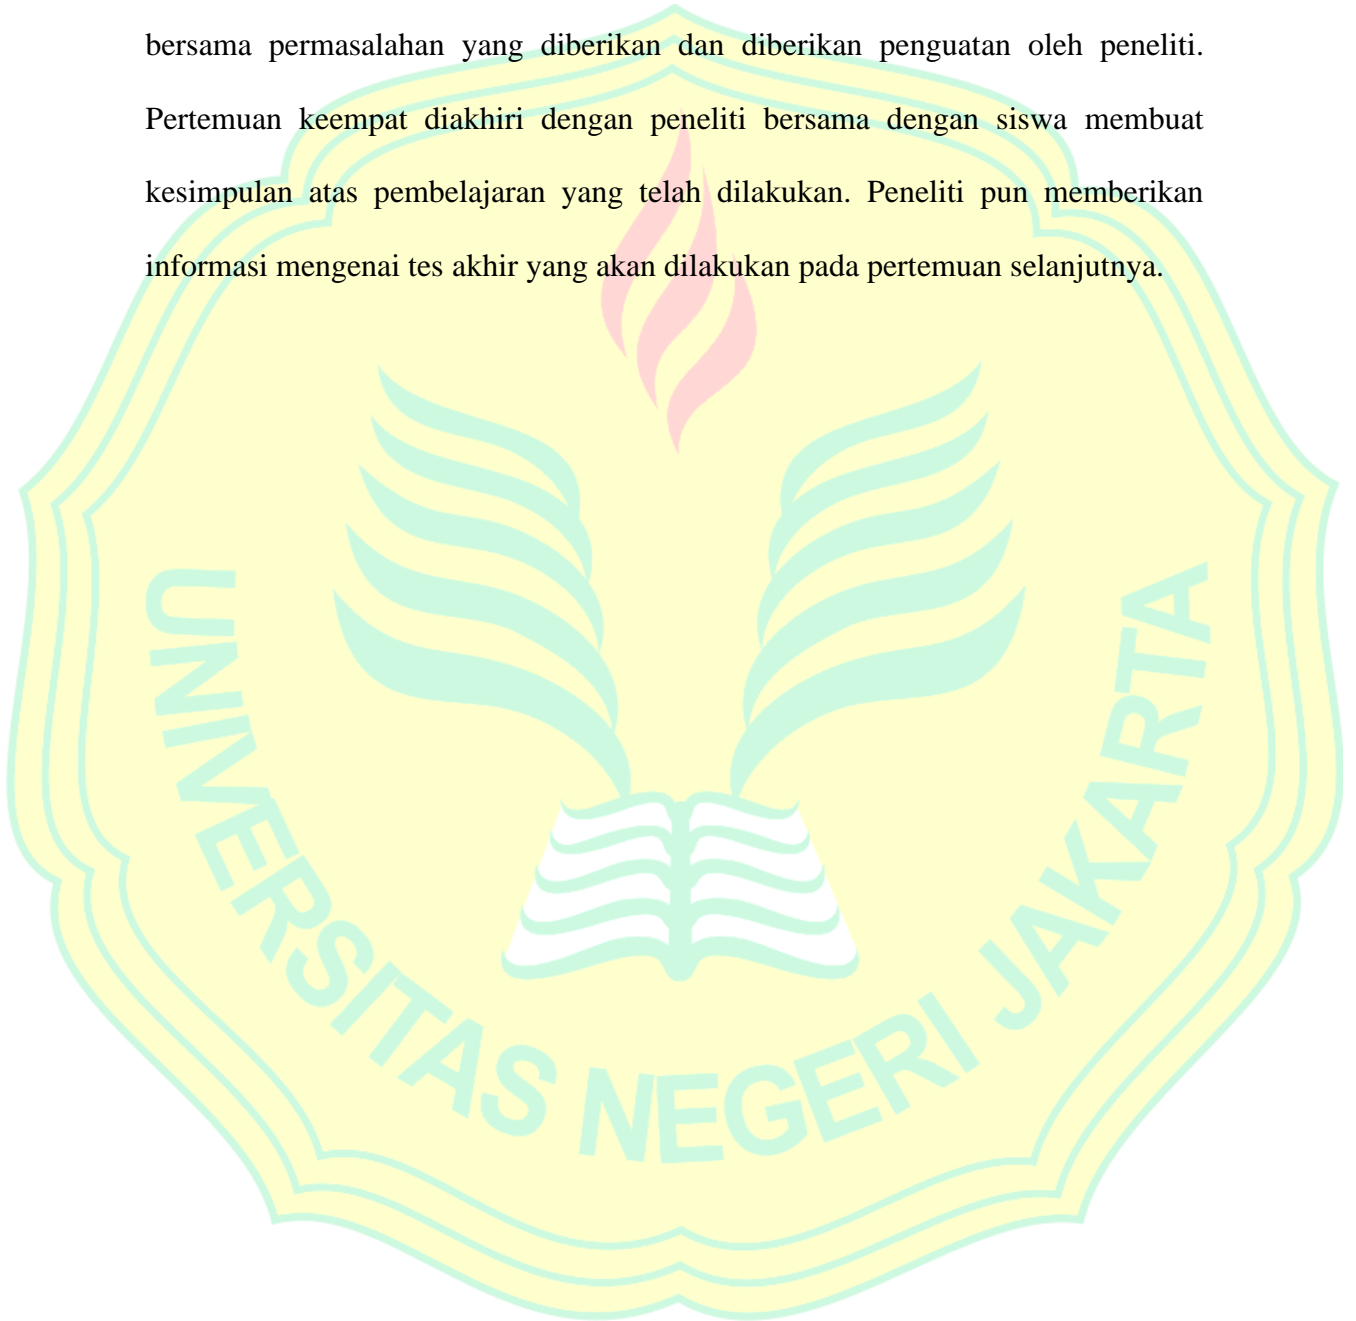 bersama permasalahan yang diberikan dan diberikan penguatan oleh peneliti.
Pertemuan keempat diakhiri dengan peneliti bersama dengan siswa membuat
kesimpulan atas pembelajaran yang telah dilakukan. Peneliti pun memberikan
informasi mengenai tes akhir yang akan dilakukan pada pertemuan selanjutnya.
UNIVERSITAS NEGERI JAKARTA